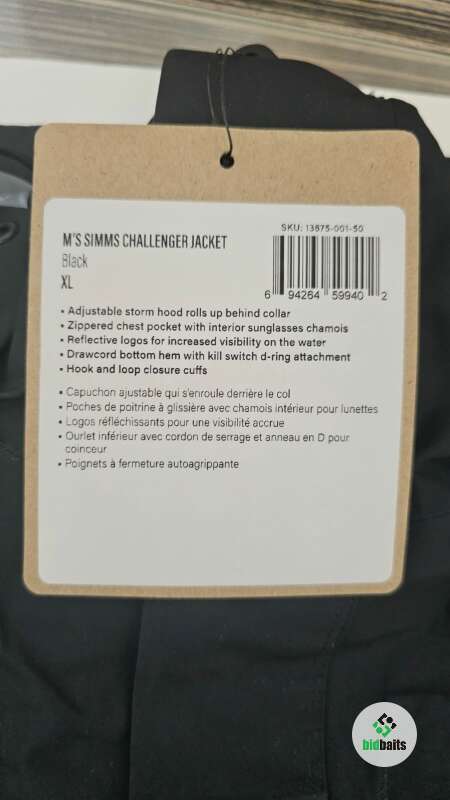 SKU: 13675-001-50
M'S SIMMS CHALLENGER JACKET
Black
XL
6 94264 59940 2
• Adjustable storm hood rolls up behind collar
• Zippered chest pocket with interior sunglasses chamois
• Reflective logos for increased visibility on the water
• Drawcord bottom hem with kill switch d-ring attachment
• Hook and loop closure cuffs
• Capuchon ajustable qui s'enroule derrière le col
• Poches de poitrine à glissière avec chamois intérieur pour lunettes
• Logos réfléchissants pour une visibilité accrue
• Ourlet inférieur avec cordon de serrage et anneau en D pour
coinceur
• Poignets à fermeture autoagrippante
bidbaits